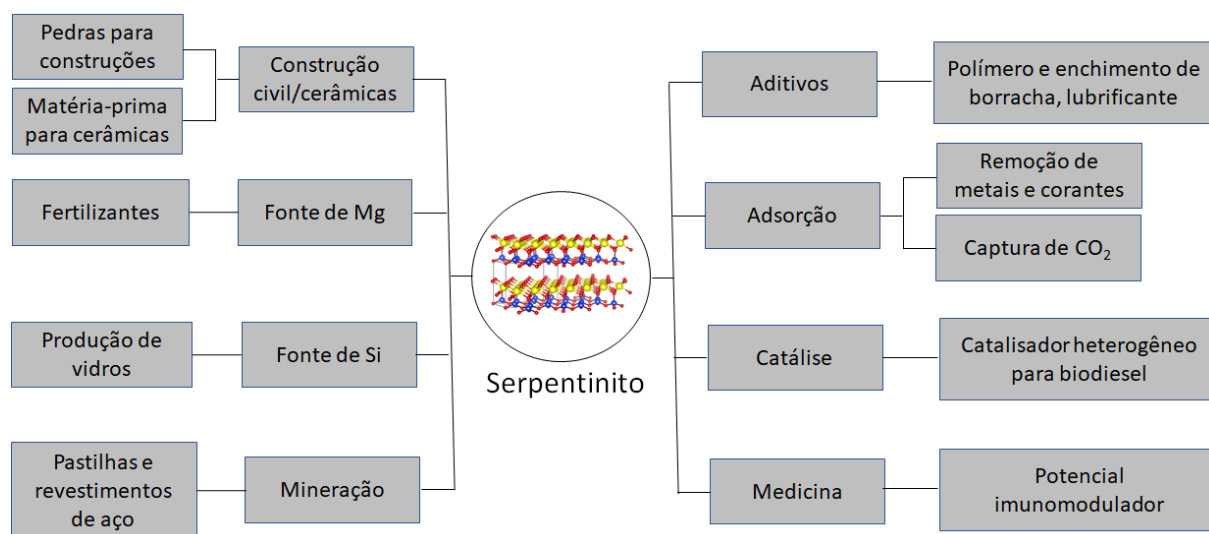 Pedras para
construções
Matéria-prima
para cerâmicas
Construção
civil/cerâmicas
Fertilizantes
Fonte de Mg
Produção de
vidros
Fonte de Si
Pastilhas e
revestimentos
de aço
Mineração
Serpentinito
Aditivos
Polímero e enchimento de
borracha, lubrificante
Adsorção
Remoção de
metais e corantes
Captura de CO₂
Catálise
Catalisador heterogêneo
para biodiesel
Medicina
Potencial
imunomodulador